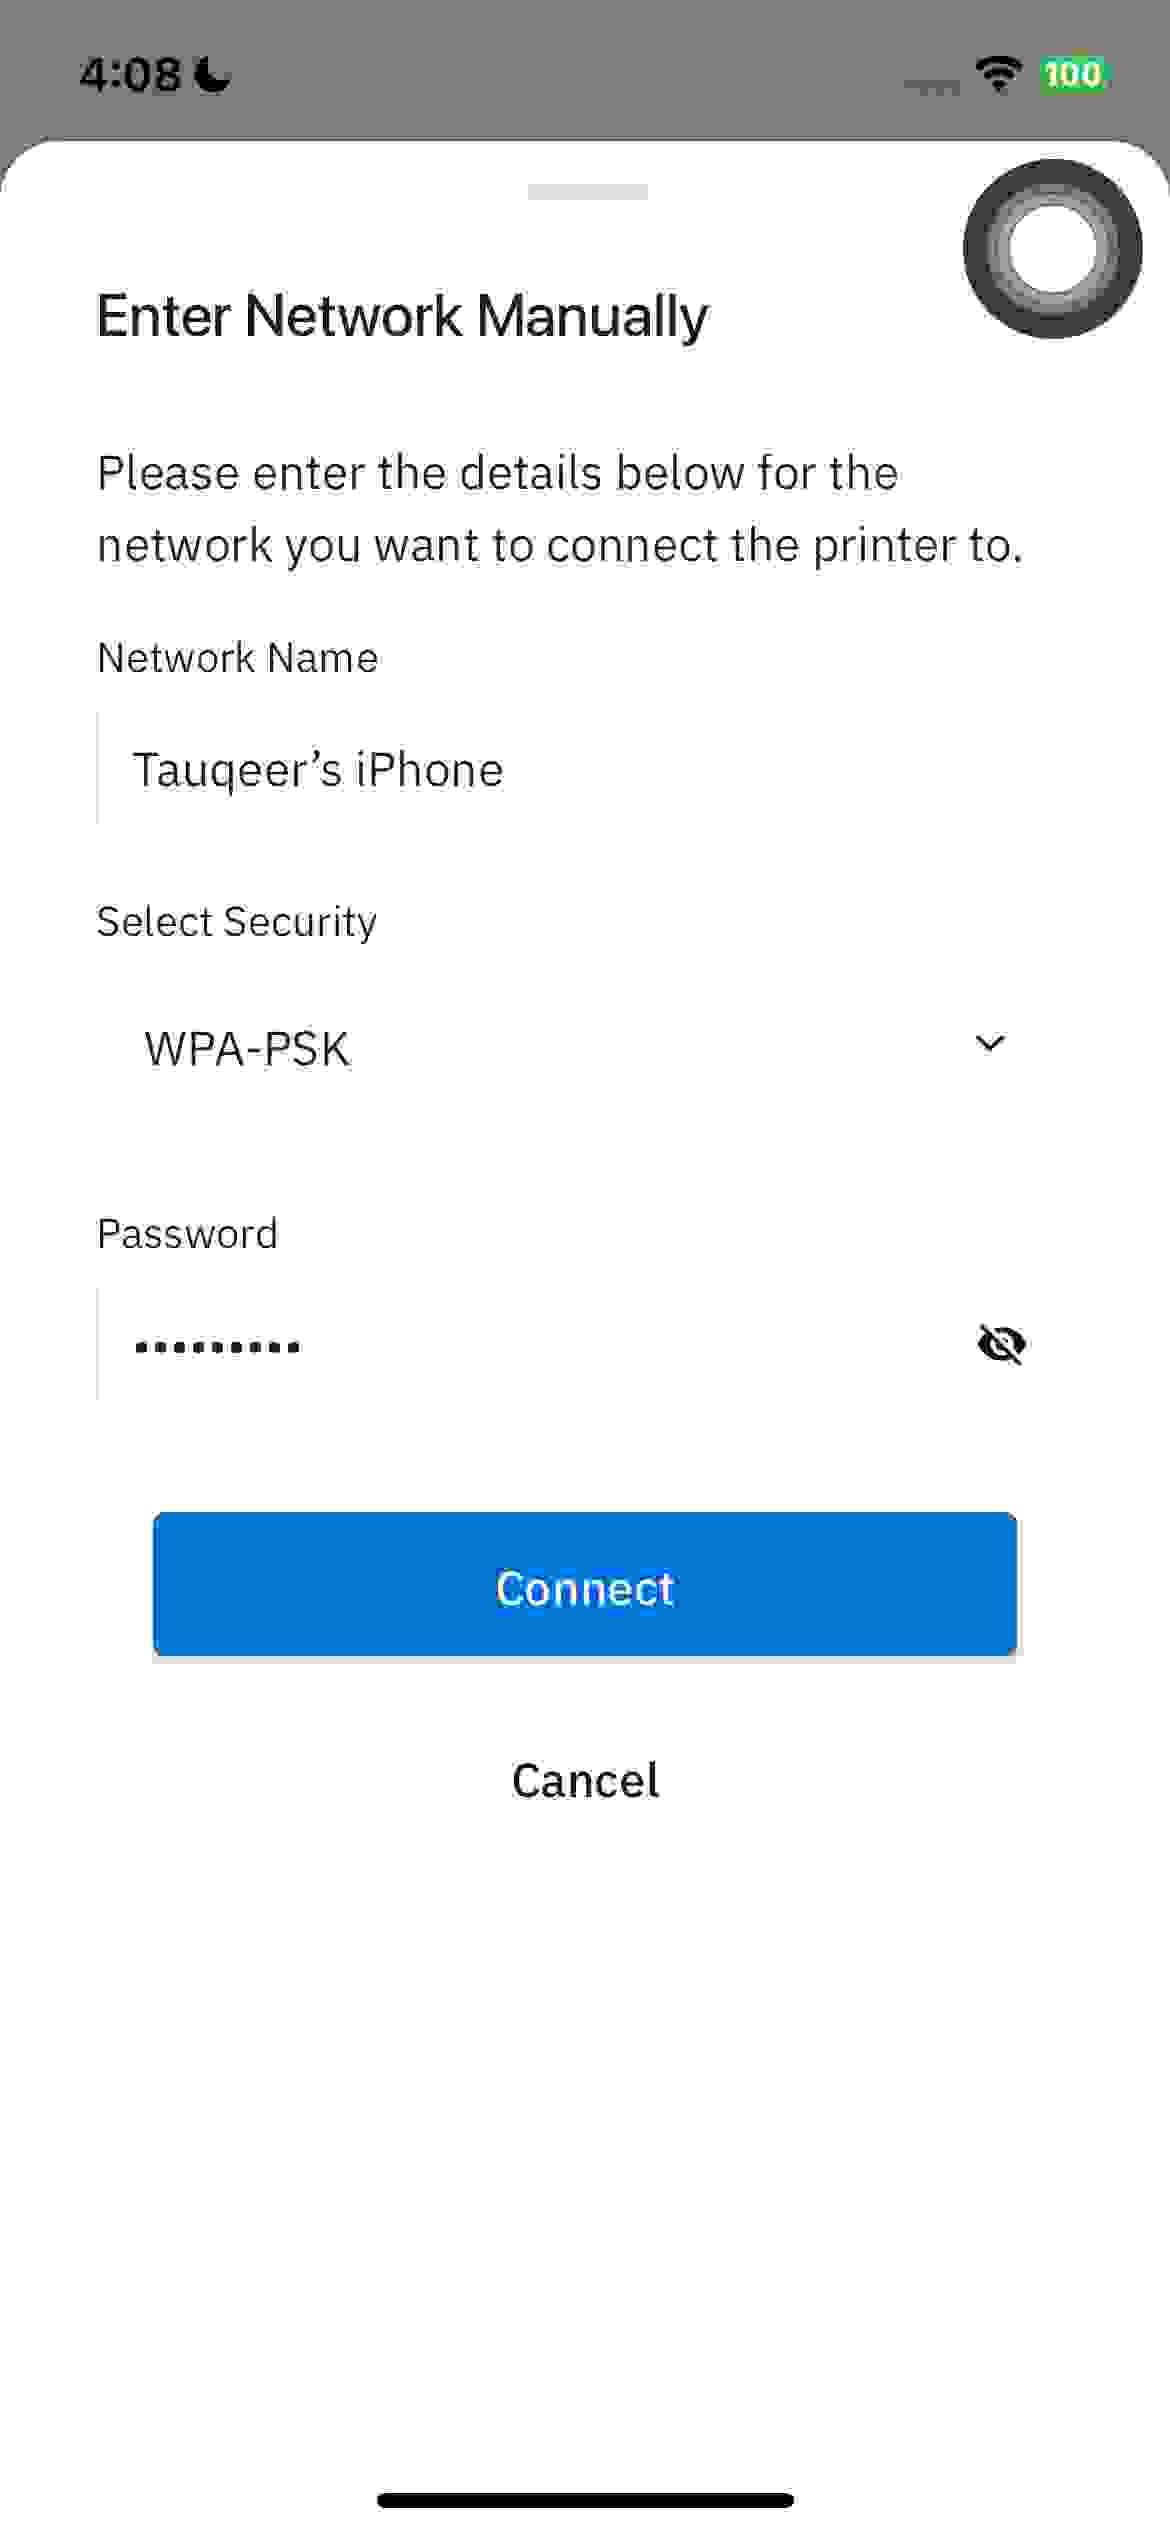 4:08
100
Enter Network Manually
Please enter the details below for the
network you want to connect the printer to.
Network Name
Tauqeer’s iPhone
Select Security
WPA-PSK
Password
•••••••••
Connect
Cancel